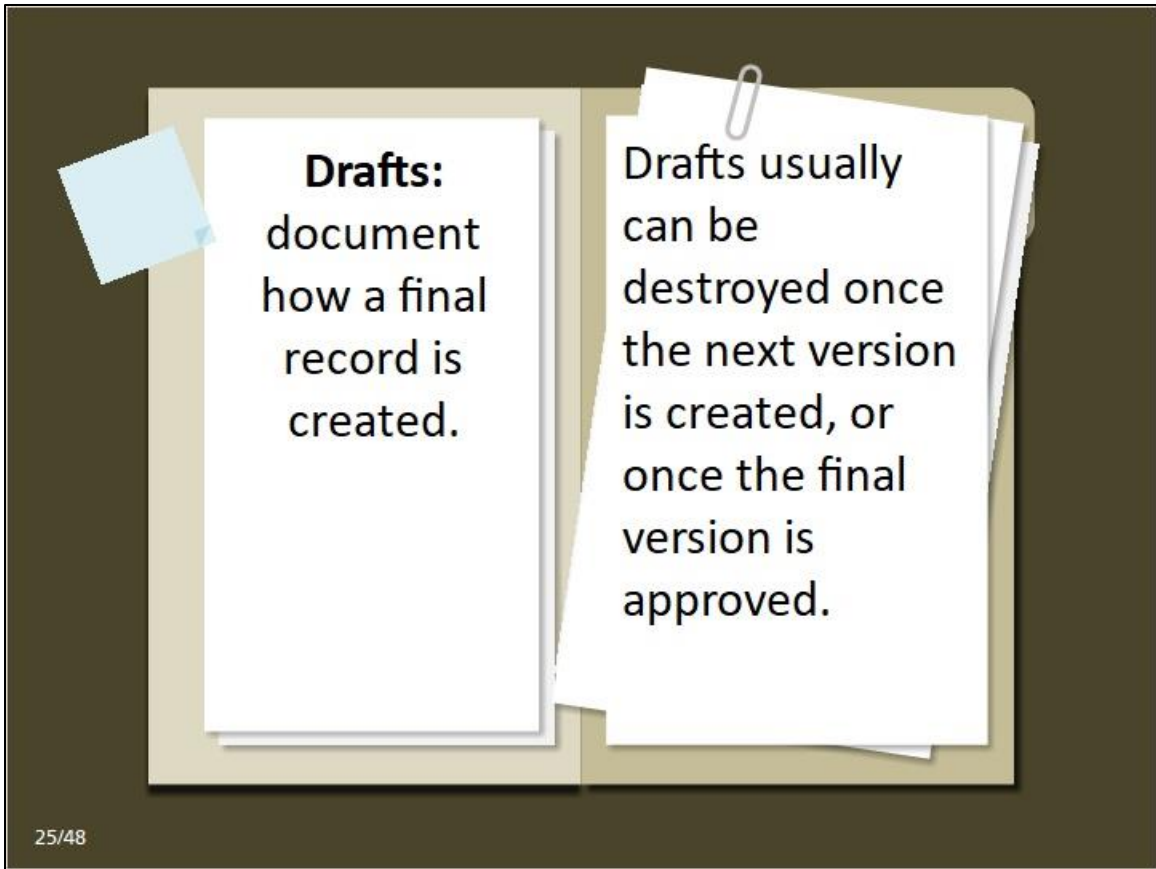 Drafts:
document
how a final
record is
created.
Drafts usually
can be
destroyed once
the next version
is created, or
once the final
version is
approved.
25/48